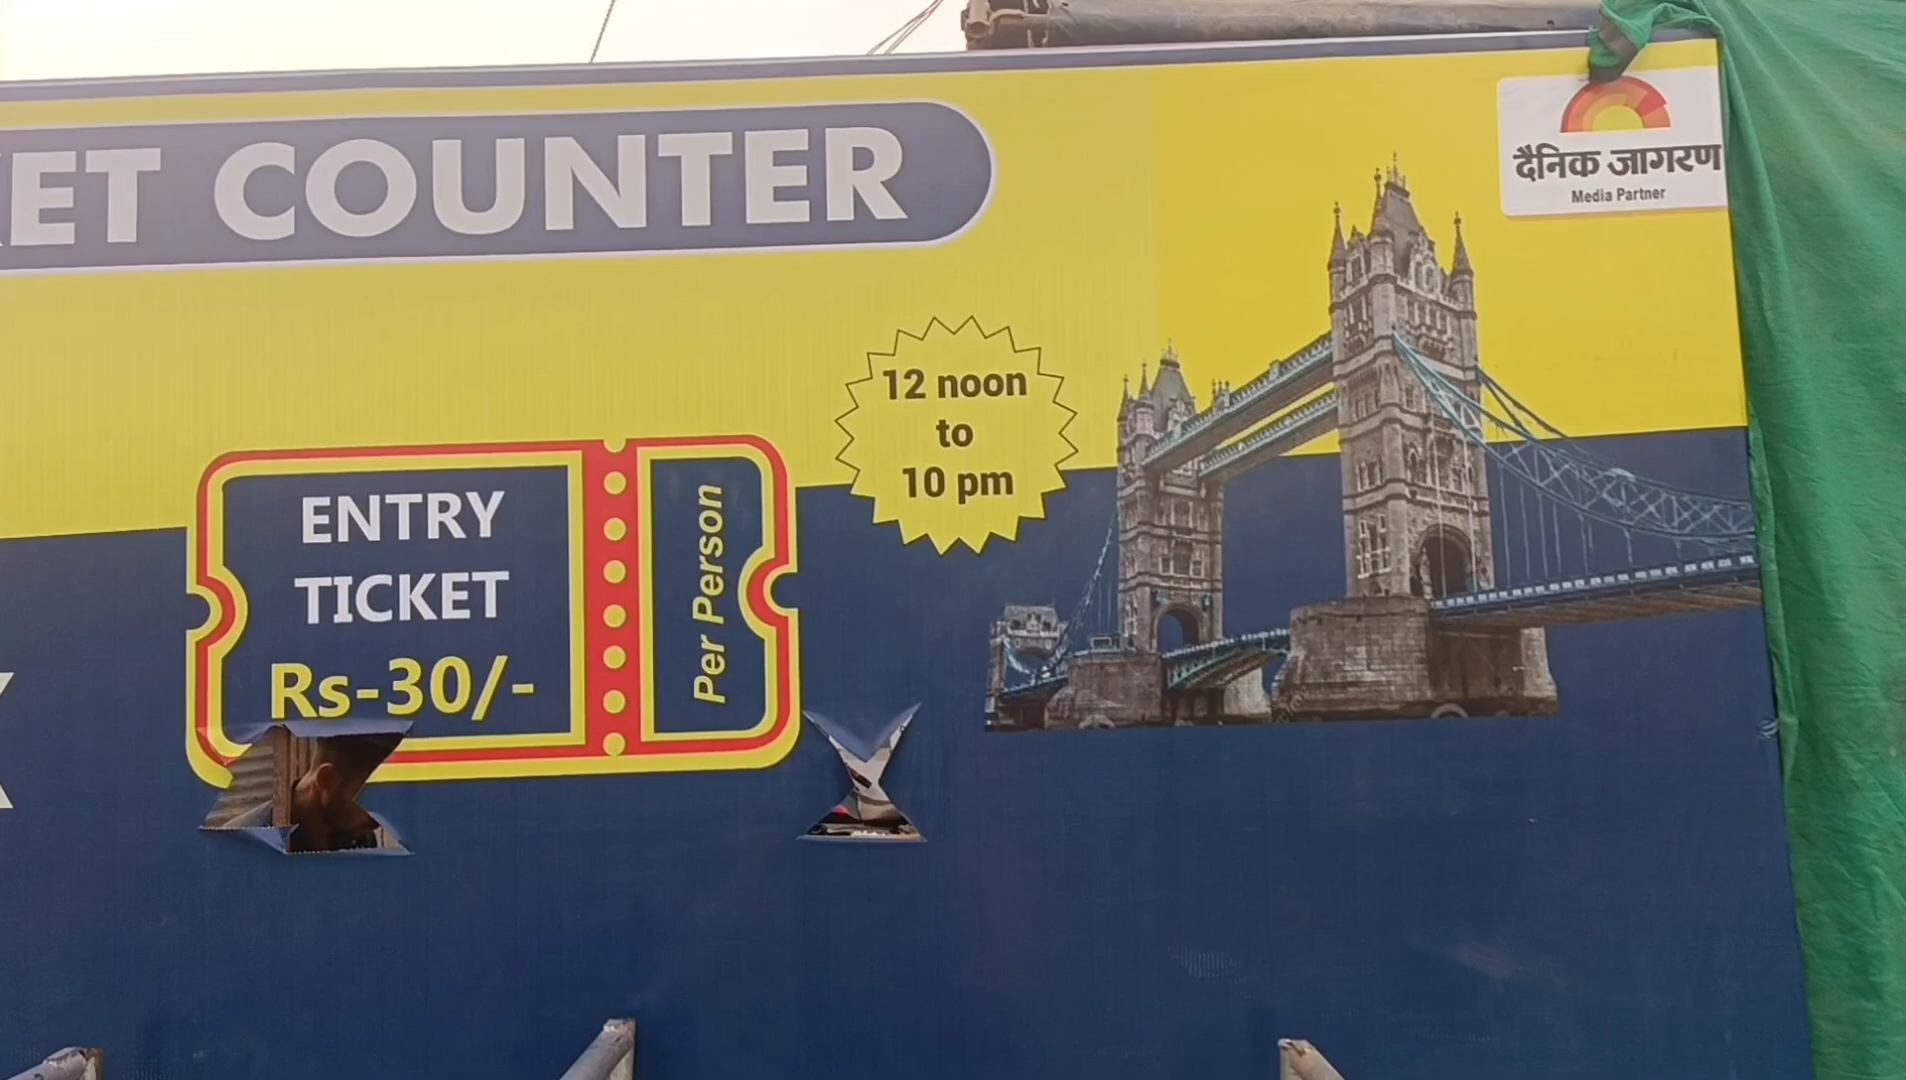 ET COUNTER
दैनिक जागरण
Media Partner
12 noon
to
10 pm
ENTRY
TICKET
Rs-30/-
Per Person